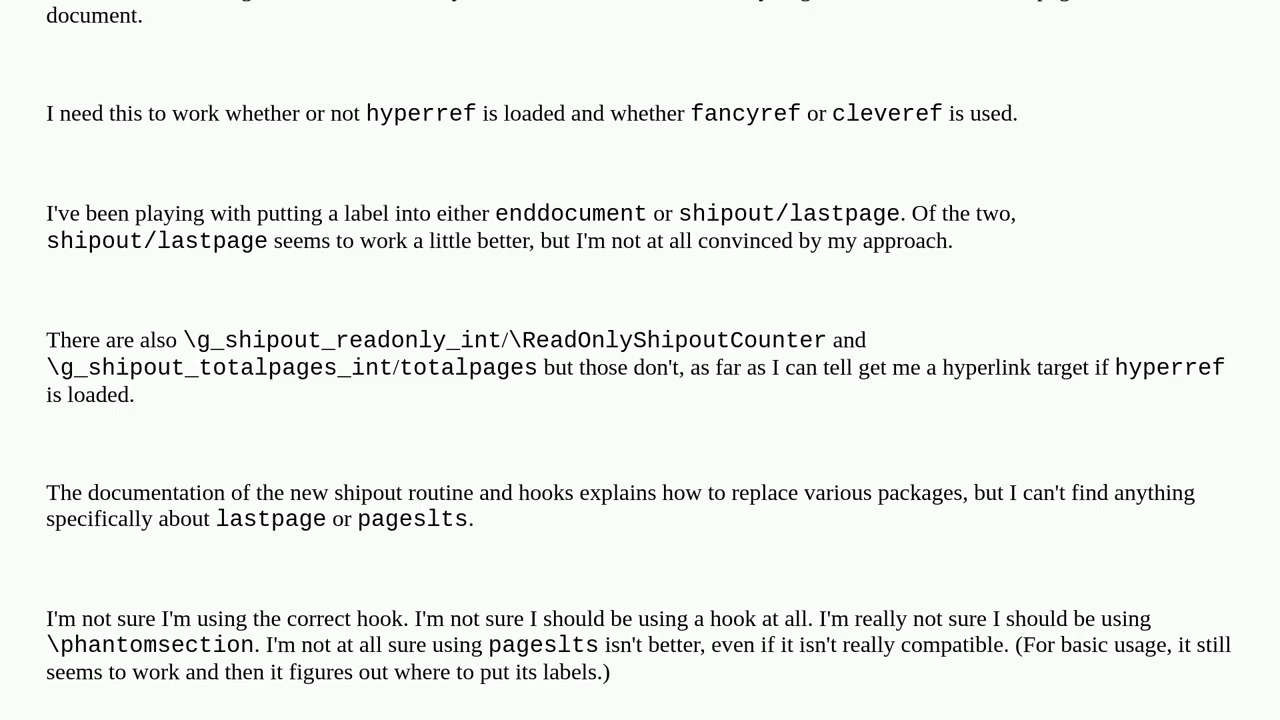 document.
I need this to work whether or not hyperref is loaded and whether fancyref or cleveref is used.
I've been playing with putting a label into either enddocument or shipout/lastpage. Of the two,
shipout/lastpage seems to work a little better, but I'm not at all convinced by my approach.
There are also \g_shipout_readonly_int/\ReadOnlyShipoutCounter and
\g_shipout_totalpages_int/totalpages but those don't, as far as I can tell get me a hyperlink target if hyperref
is loaded.
The documentation of the new shipout routine and hooks explains how to replace various packages, but I can't find anything
specifically about lastpage or pageslts.
I'm not sure I'm using the correct hook. I'm not sure I should be using a hook at all. I'm really not sure I should be using
\phantomsection. I'm not at all sure using pageslts isn't better, even if it isn't really compatible. (For basic usage, it still
seems to work and then it figures out where to put its labels.)